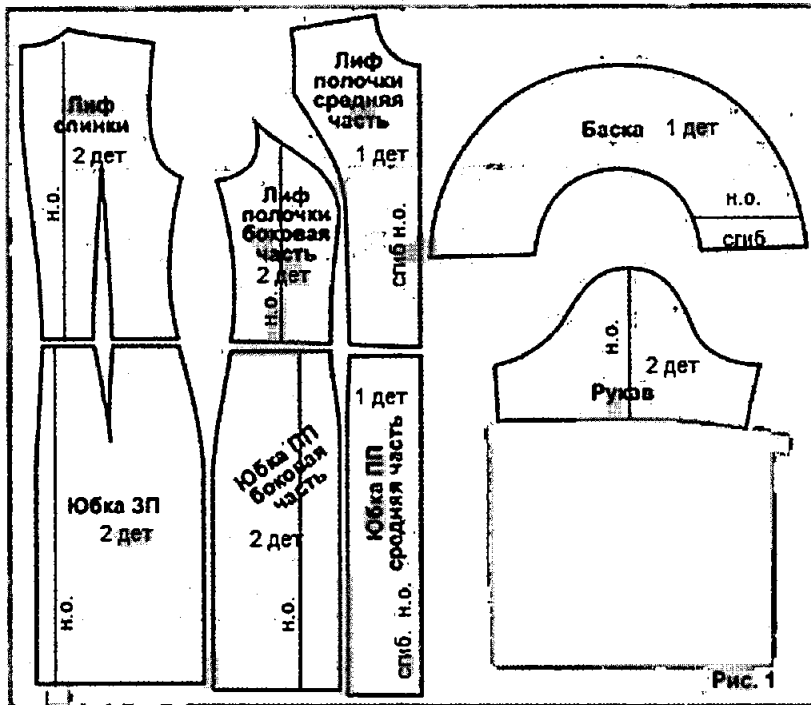 Лиф
спинки
2 дет
н.о.
Лиф
полочки
боковая
часть
2 дет
н.о.
Лиф
полочки
средняя
часть
1 дет
сгиб н.о.
Баска 1 дет
н.о.
сгиб
н.о.
2 дет
Рукав
Юбка ЗП
2 дет
н.о.
Юбка ПП
боковая
часть
2 дет
н.о.
1 дет
Юбка ПП
сродняя часть
сгиб. н.о.
Рис. 1